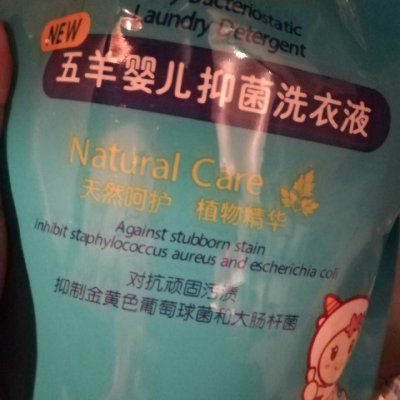 Bacteriostatic
Laundry Detergent
NEW
五羊婴儿抑菌洗衣液
Natural Care
天然呵护 植物精华
Against stubborn stain
inhibit staphylococcus aureus and escherichia coli
对抗顽固污渍
抑制金黄色葡萄球菌和大肠杆菌